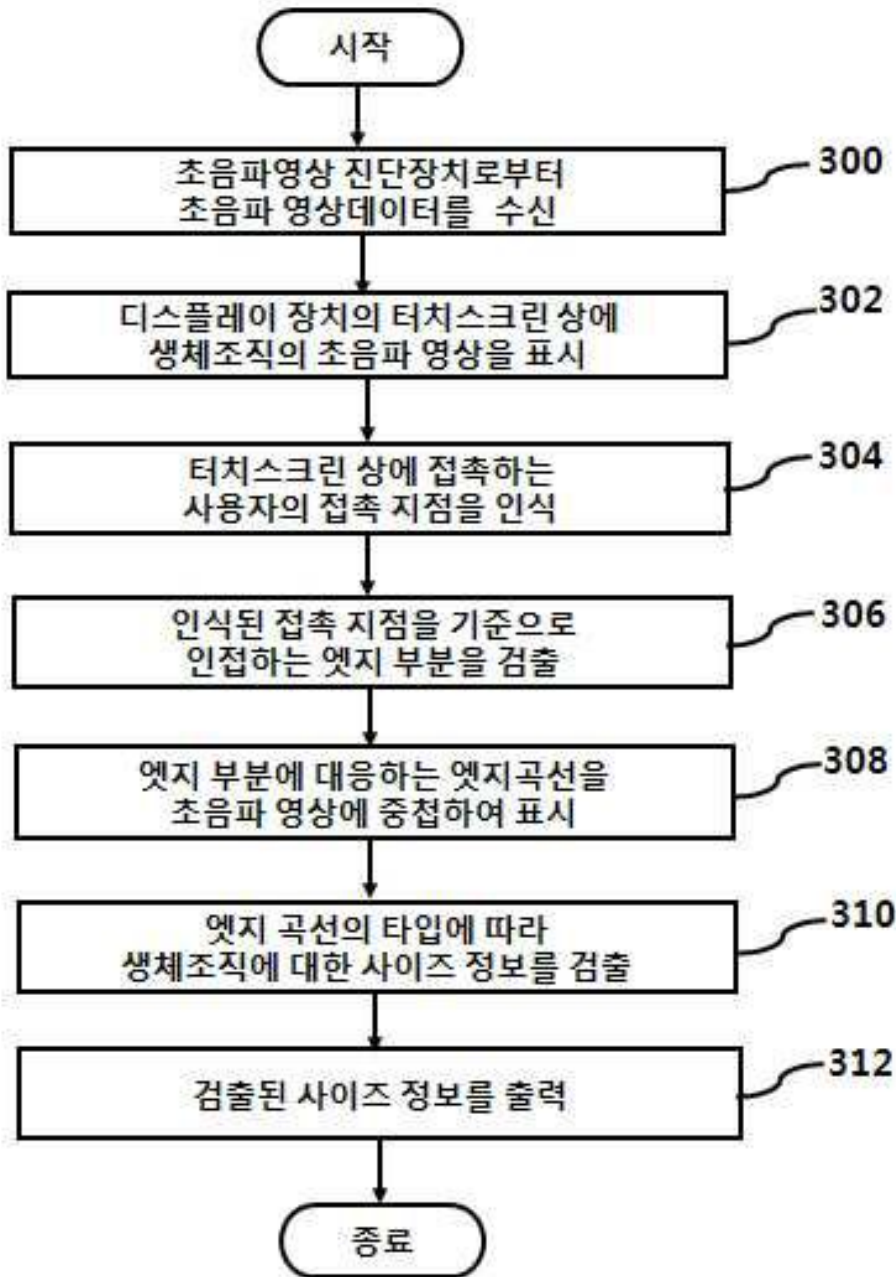 시작
초음파영상 진단장치로부터
초음파 영상데이터를 수신
300
디스플레이 장치의 터치스크린 상에
생체조직의 초음파 영상을 표시
302
터치스크린 상에 접촉하는
사용자의 접촉 지점을 인식
304
인식된 접촉 지점을 기준으로
인접하는 엣지 부분을 검출
306
엣지 부분에 대응하는 엣지곡선을
초음파 영상에 중첩하여 표시
308
엣지 곡선의 타입에 따라
생체조직에 대한 사이즈 정보를 검출
310
검출된 사이즈 정보를 출력
312
종료